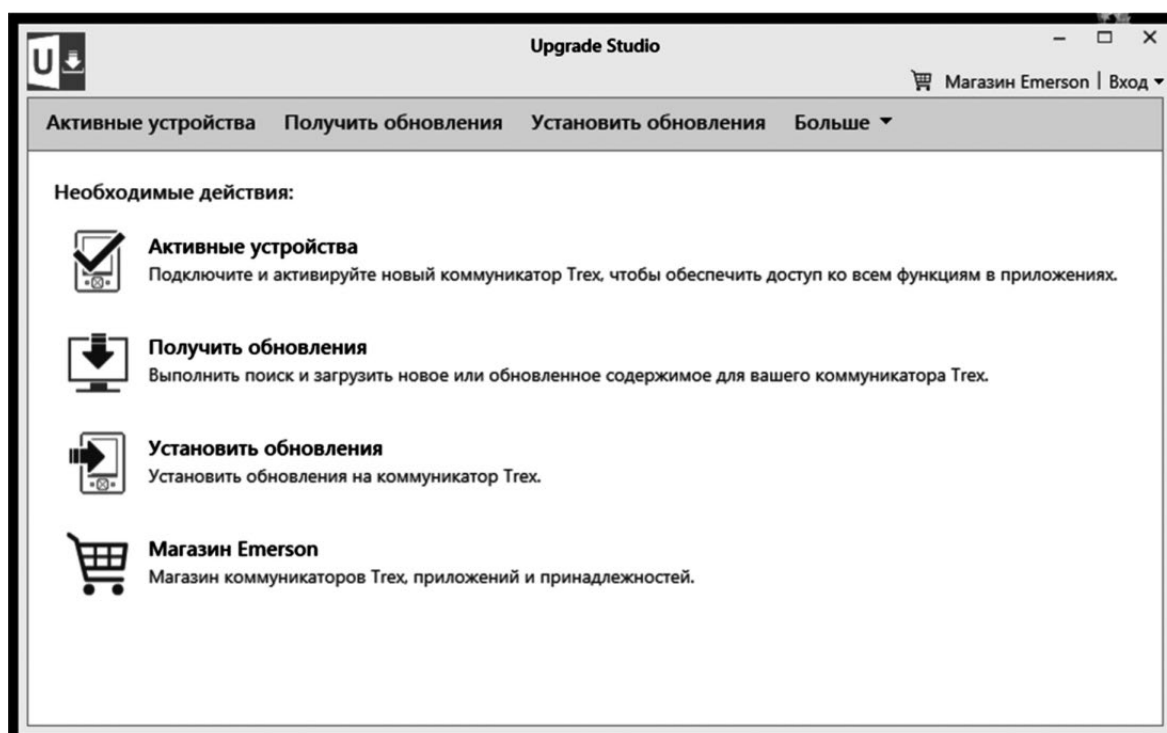 Upgrade Studio
U
Магазин Emerson | Вход
Активные устройства Получить обновления Установить обновления Больше
Необходимые действия:
Активные устройства
Подключите и активируйте новый коммуникатор Trex, чтобы обеспечить доступ ко всем функциям в приложениях.
Получить обновления
Выполнить поиск и загрузить новое или обновленное содержимое для вашего коммуникатора Trex.
Установить обновления
Установить обновления на коммуникатор Trex.
Магазин Emerson
Магазин коммуникаторов Trex, приложений и принадлежностей.